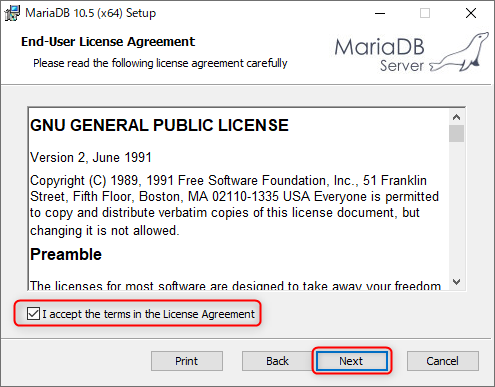 MariaDB 10.5 (x64) Setup
End-User License Agreement
Please read the following license agreement carefully
MariaDB
Server
GNU GENERAL PUBLIC LICENSE
Version 2, June 1991
Copyright (C) 1989, 1991 Free Software Foundation, Inc., 51 Franklin
Street, Fifth Floor, Boston, MA 02110-1335 USA Everyone is permitted
to copy and distribute verbatim copies of this license document, but
changing it is not allowed.
Preamble
The licenses for most software are designed to take away your freedom
I accept the terms in the License Agreement
Print
Back
Next
Cancel